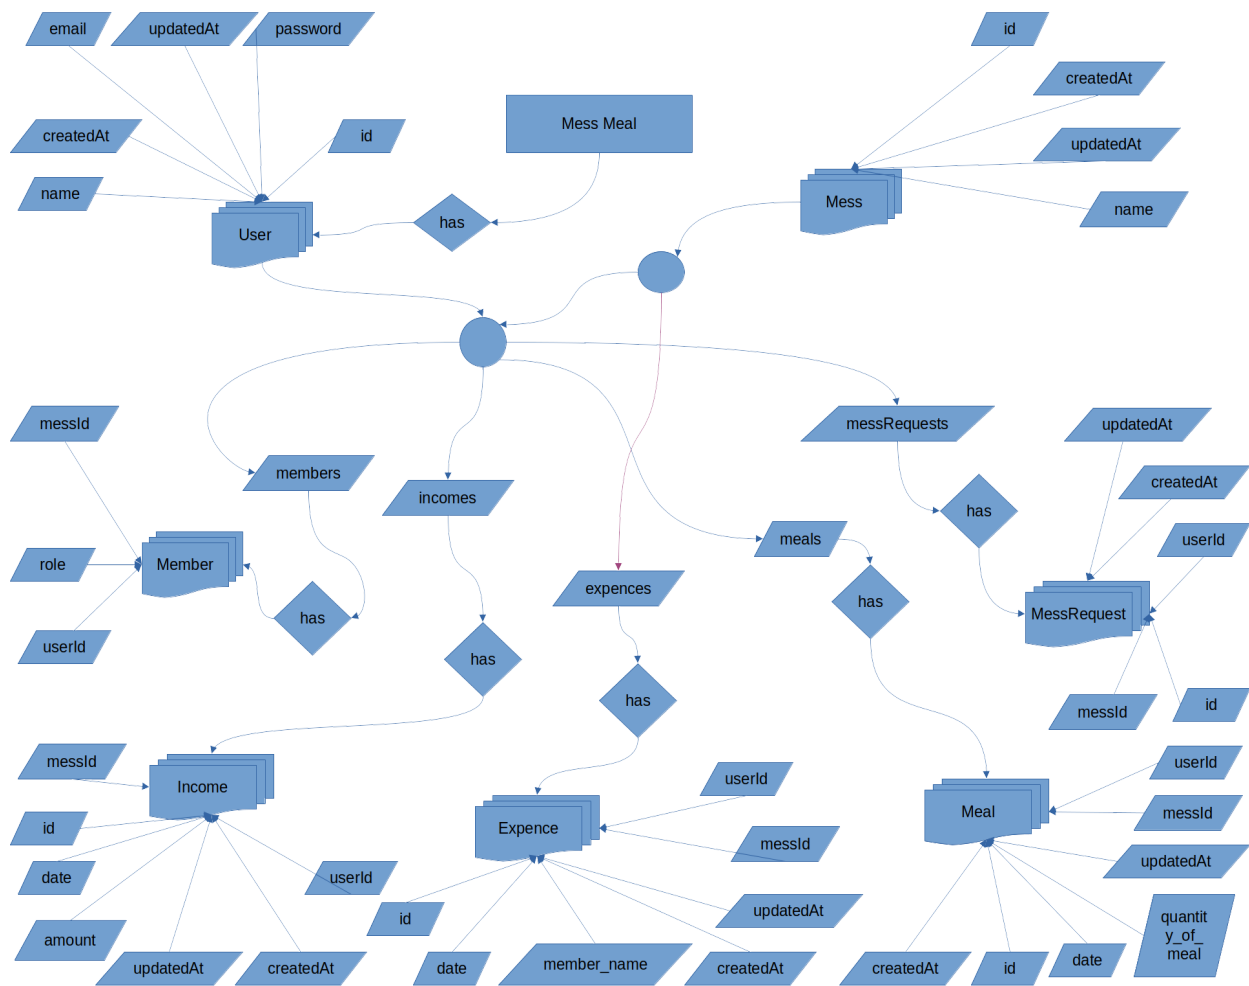 email
updatedAt
password
id
createdAt
Mess Meal
createdAt
id
updatedAt
name
Mess
name
has
User
messId
messRequests
updatedAt
members
incomes
createdAt
has
meals
userId
role
Member
expences
has
MessRequest
has
userId
has
has
messId
id
messId
Income
userId
userId
Expence
Meal
messId
id
messId
date
userId
updatedAt
id
updatedAt
quantit
y_of_
meal
amount
updatedAt
createdAt
date
member_name
createdAt
createdAt
id
date